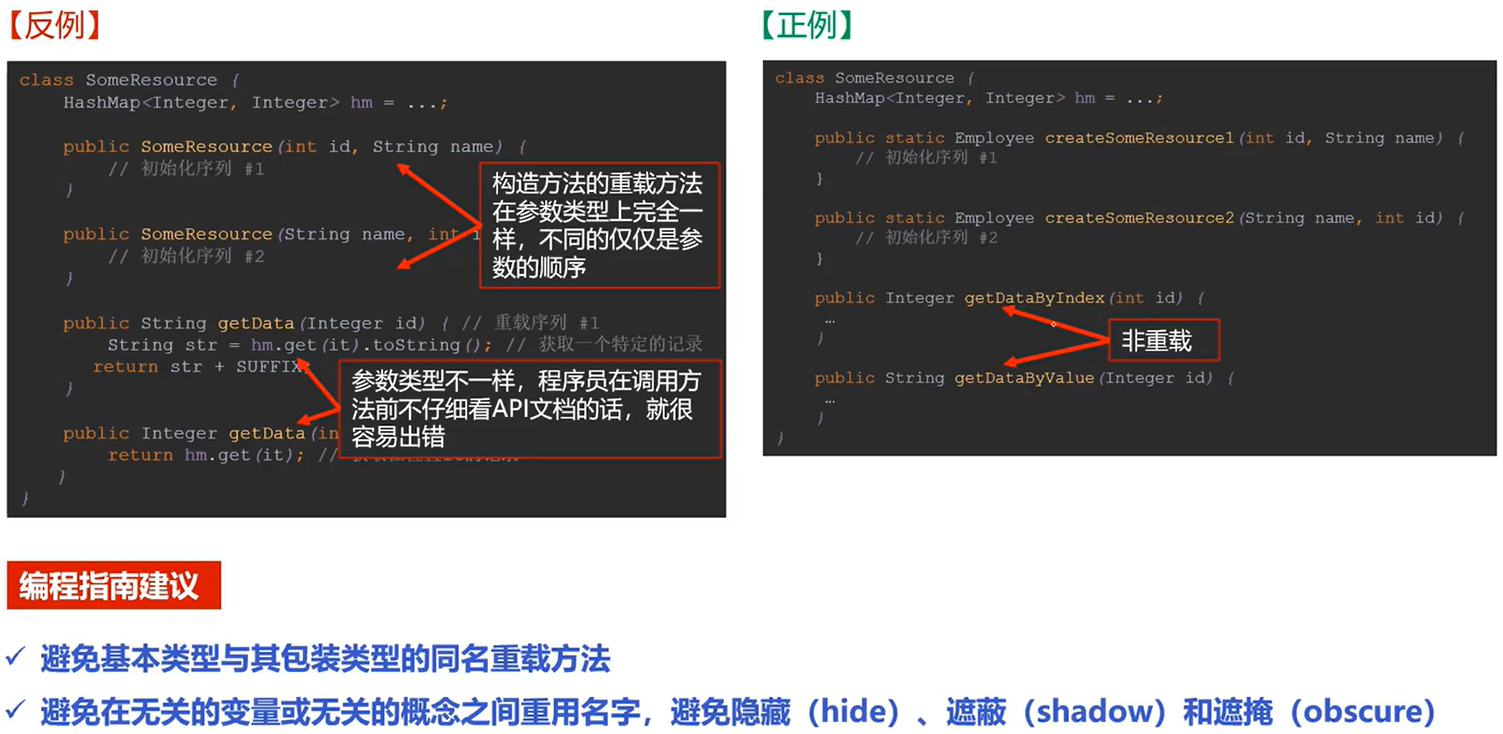 【反例】
class SomeResource {
HashMap<Integer, Integer> hm = ...;
public SomeResource(int id, String name) {
// 初始化序列 #1
}
public SomeResource(String name, int i
// 初始化序列 #2
}
构造方法的重载方法
在参数类型上完全一
样，不同的仅仅是参
数的顺序
public String getData(Integer id) { // 重载序列 #1
String str = hm.get(it).toString(); // 获取一个特定的记录
return str + SUFFIX;
}
public Integer getData(in
return hm.get(it); //
}
}
参数类型不一样，程序员在调用方
法前不仔细看API文档的话，就很
容易出错
【正例】
class SomeResource {
HashMap<Integer, Integer> hm = ...;
public static Employee createSomeResource1(int id, String name) {
// 初始化序列 #1
}
public static Employee createSomeResource2(String name, int id) {
// 初始化序列 #2
}
public Integer getDataByIndex(int id) {
…
}
非重载
public String getDataByValue(Integer id) {
…
}
}
编程指南建议
✓ 避免基本类型与其包装类型的同名重载方法
✓ 避免在无关的变量或无关的概念之间重用名字，避免隐藏（hide）、遮蔽（shadow）和遮掩（obscure）